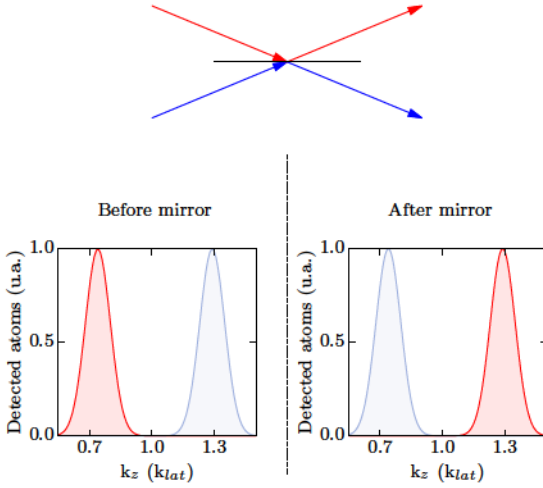 Before mirror
After mirror
Detected atoms (u.a.)
1.0
0.5
0.0
0.7 1.0 1.3
k_z (k_lat)
Detected atoms (u.a.)
1.0
0.5
0.0
0.7 1.0 1.3
k_z (k_lat)